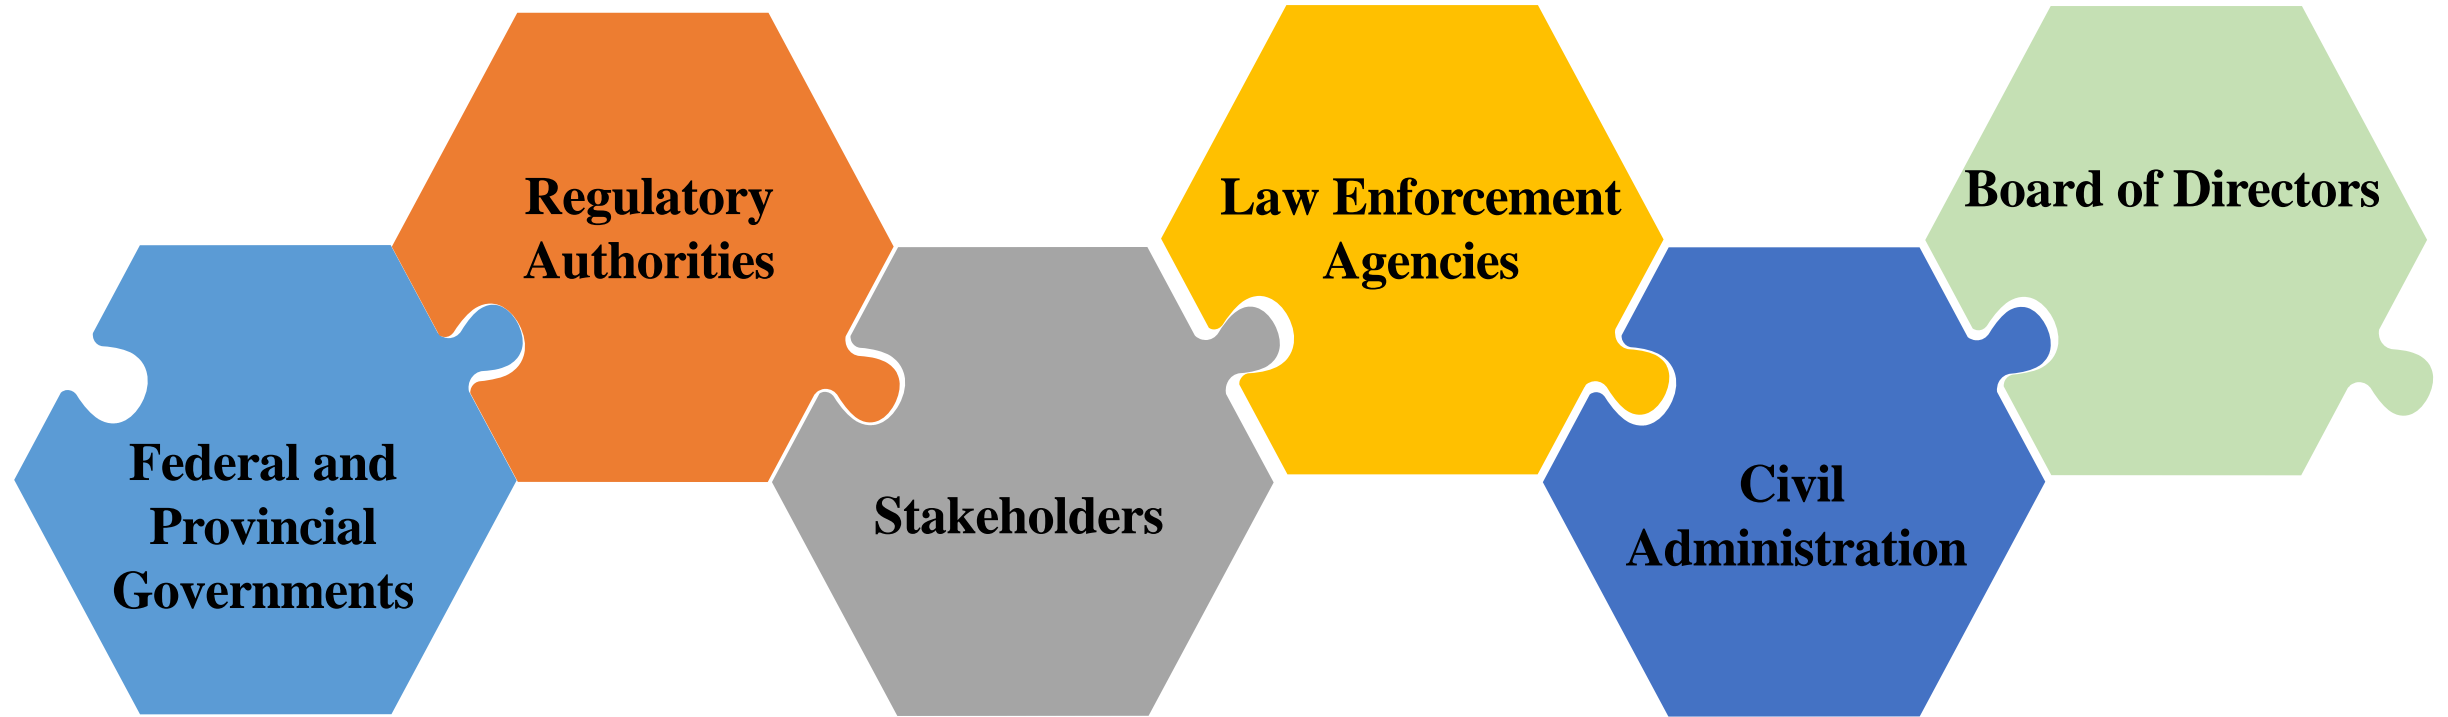 Federal and
Provincial
Governments
Regulatory
Authorities
Stakeholders
Law Enforcement
Agencies
Civil
Administration
Board of Directors